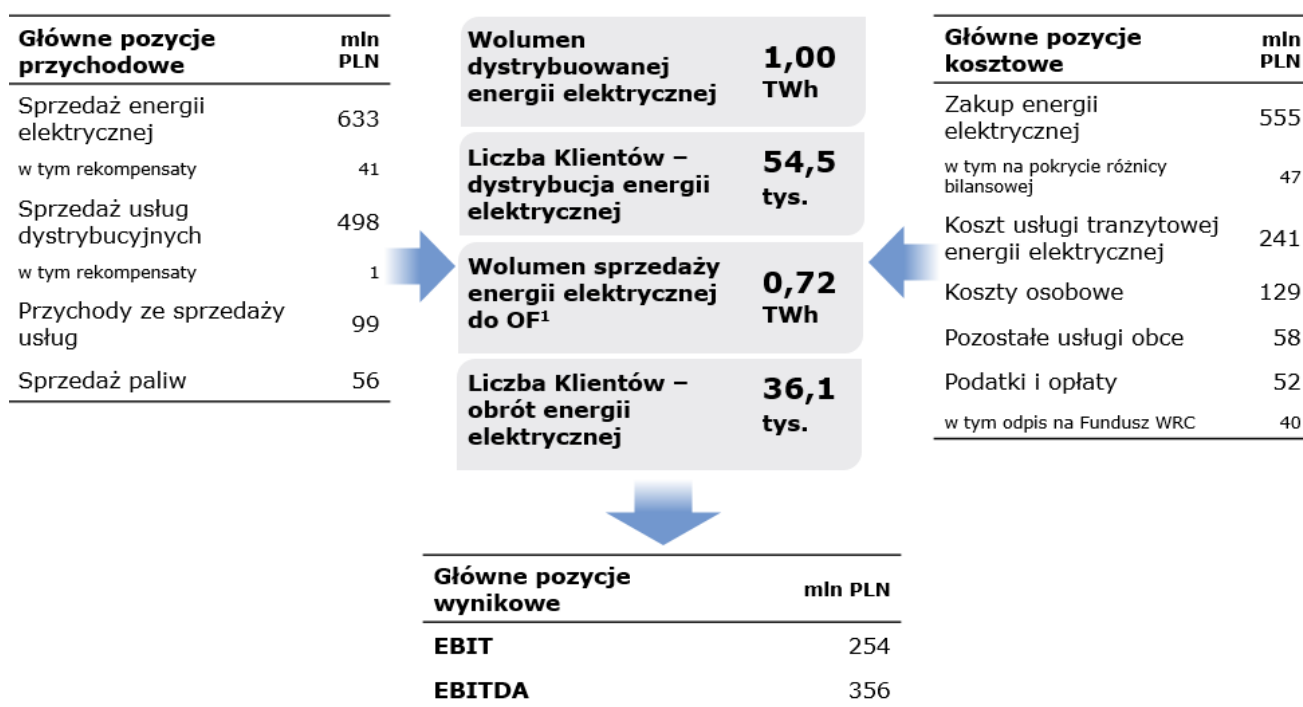 Główne pozycje
przychodowe
mln
PLN
Sprzedaż energii
elektrycznej
633
w tym rekompensaty 41
Sprzedaż usług
dystrybucyjnych
498
w tym rekompensaty 1
Przychody ze sprzedaży
usług
99
Sprzedaż paliw 56
Wolumen
dystrybuowanej
energii elektrycznej
1,00
TWh
Liczba Klientów –
dystrybucja energii
elektrycznej
54,5
tys.
Wolumen sprzedaży
energii elektrycznej
do OF¹
0,72
TWh
Liczba Klientów –
obrót energii
elektrycznej
36,1
tys.
Główne pozycje
kosztowe
mln
PLN
Zakup energii
elektrycznej
555
w tym na pokrycie różnicy
bilansowej
47
Koszt usługi tranzytowej
energii elektrycznej
241
Koszty osobowe 129
Pozostałe usługi obce 58
Podatki i opłaty 52
w tym odpis na Fundusz WRC 40
Główne pozycje
wynikowe
mln PLN
EBIT 254
EBITDA 356